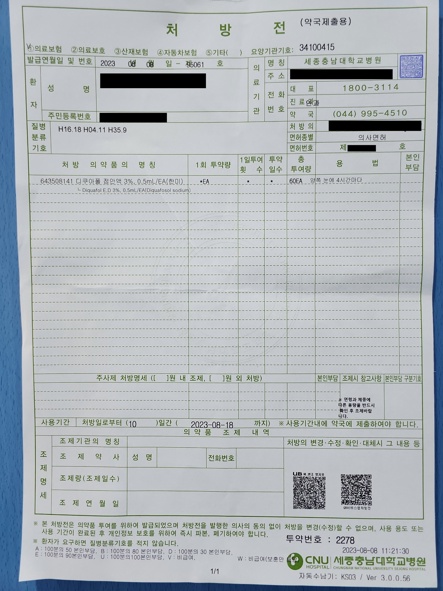 처 방 전 (약국제출용)
①의료보험 ②의료보호 ③산재보험 ④자동차보험 ⑤기타( ) 요양기관기호: 34100415
발급연월일 및 번호 2023 월 일 - 제5061호
환자
성 명
주민등록번호
의료기관
명 칭 세종충남대학교병원
주 소
전화번호
대 표 1800-3114
진료
약 국 (044) 995-4510
질병분류기호
H16.18 H04.11 H35.9
처 방 의
면허종별 의사면허
면허번호 제 호
처 방 의약품의 명칭 1회 투약량 1일투여횟수 투약일수 총투여량 용 법 본인부담
643508141 디쿠아폴점안액 3%, 0.5mL/EA(한미) *EA * * 60EA 양쪽 눈에 4시간마다
└ Diquafol E.D 3%, 0.5mL/EA(Diquafosol sodium)
주사제 처방명세 ([ ]원 내 조제, [ ]원 외 처방) 본인부담 조제시 참고사항 본인부담 구분기호
사용기간 처방일로부터 (10 )일간 ( 2023-08-18 까지) ※사용기간내에 약국에 제출하여야 합니다.
의 약 품 조 제 내 역
조제명세
조제기관의 명칭 처방의 변경·수정·확인·대체시 그 내용 등
조 제 약 사 성 명 전화번호
조제량(조제일수)
조 제 연 월 일
※ 본 처방전은 의약품 투여를 위하여 발급되었으며 처방전을 발행한 의사의 동의 없이 처방을 변경(수정)할 수 없으며, 사용 용도 또는
사용 기간이 완료된 후 개인정보 보호를 위하여 즉시 파분, 폐기하여야 합니다.
※ 환자가 요구하면 질병분류기호를 적지 않습니다.
투약번호 : 2278
A : 100분의 50 본인부담, B : 100분의 80 본인부담, D : 100분의 30 본인부담,
E : 100분의 90본인부담, U : 100분의100 본인부담, V : 비급여,
2023-08-08 11:21:30
1/1
CNU 세종충남대학교병원
HOSPITAL
자동수납기: KS03 / Ver 3.0.0.56